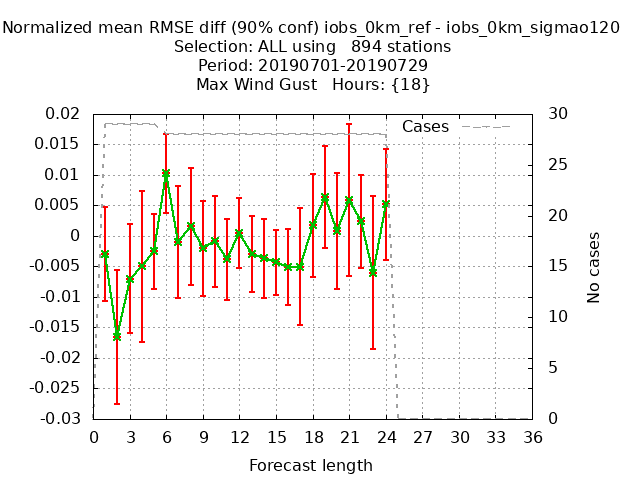 Normalized mean RMSE diff (90% conf) iobs_0km_ref - iobs_0km_sigmao120
Selection: ALL using   894 stations
Period: 20190701-20190729
Max Wind Gust   Hours: {18}
Cases
0.02
0.015
0.01
0.005
0
-0.005
-0.01
-0.015
-0.02
-0.025
-0.03
30
25
20
15
10
5
0
No cases
0 3 6 9 12 15 18 21 24 27 30 33 36
Forecast length